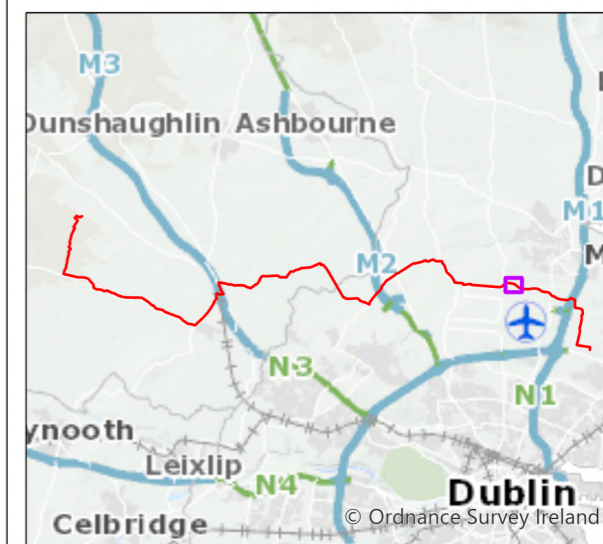 M3
Dunshaughlin
Ashbourne
D
M1
M
M2
N3
N1
ynooth
Leixlip
N4
Dublin
Celbridge
© Ordnance Survey Ireland